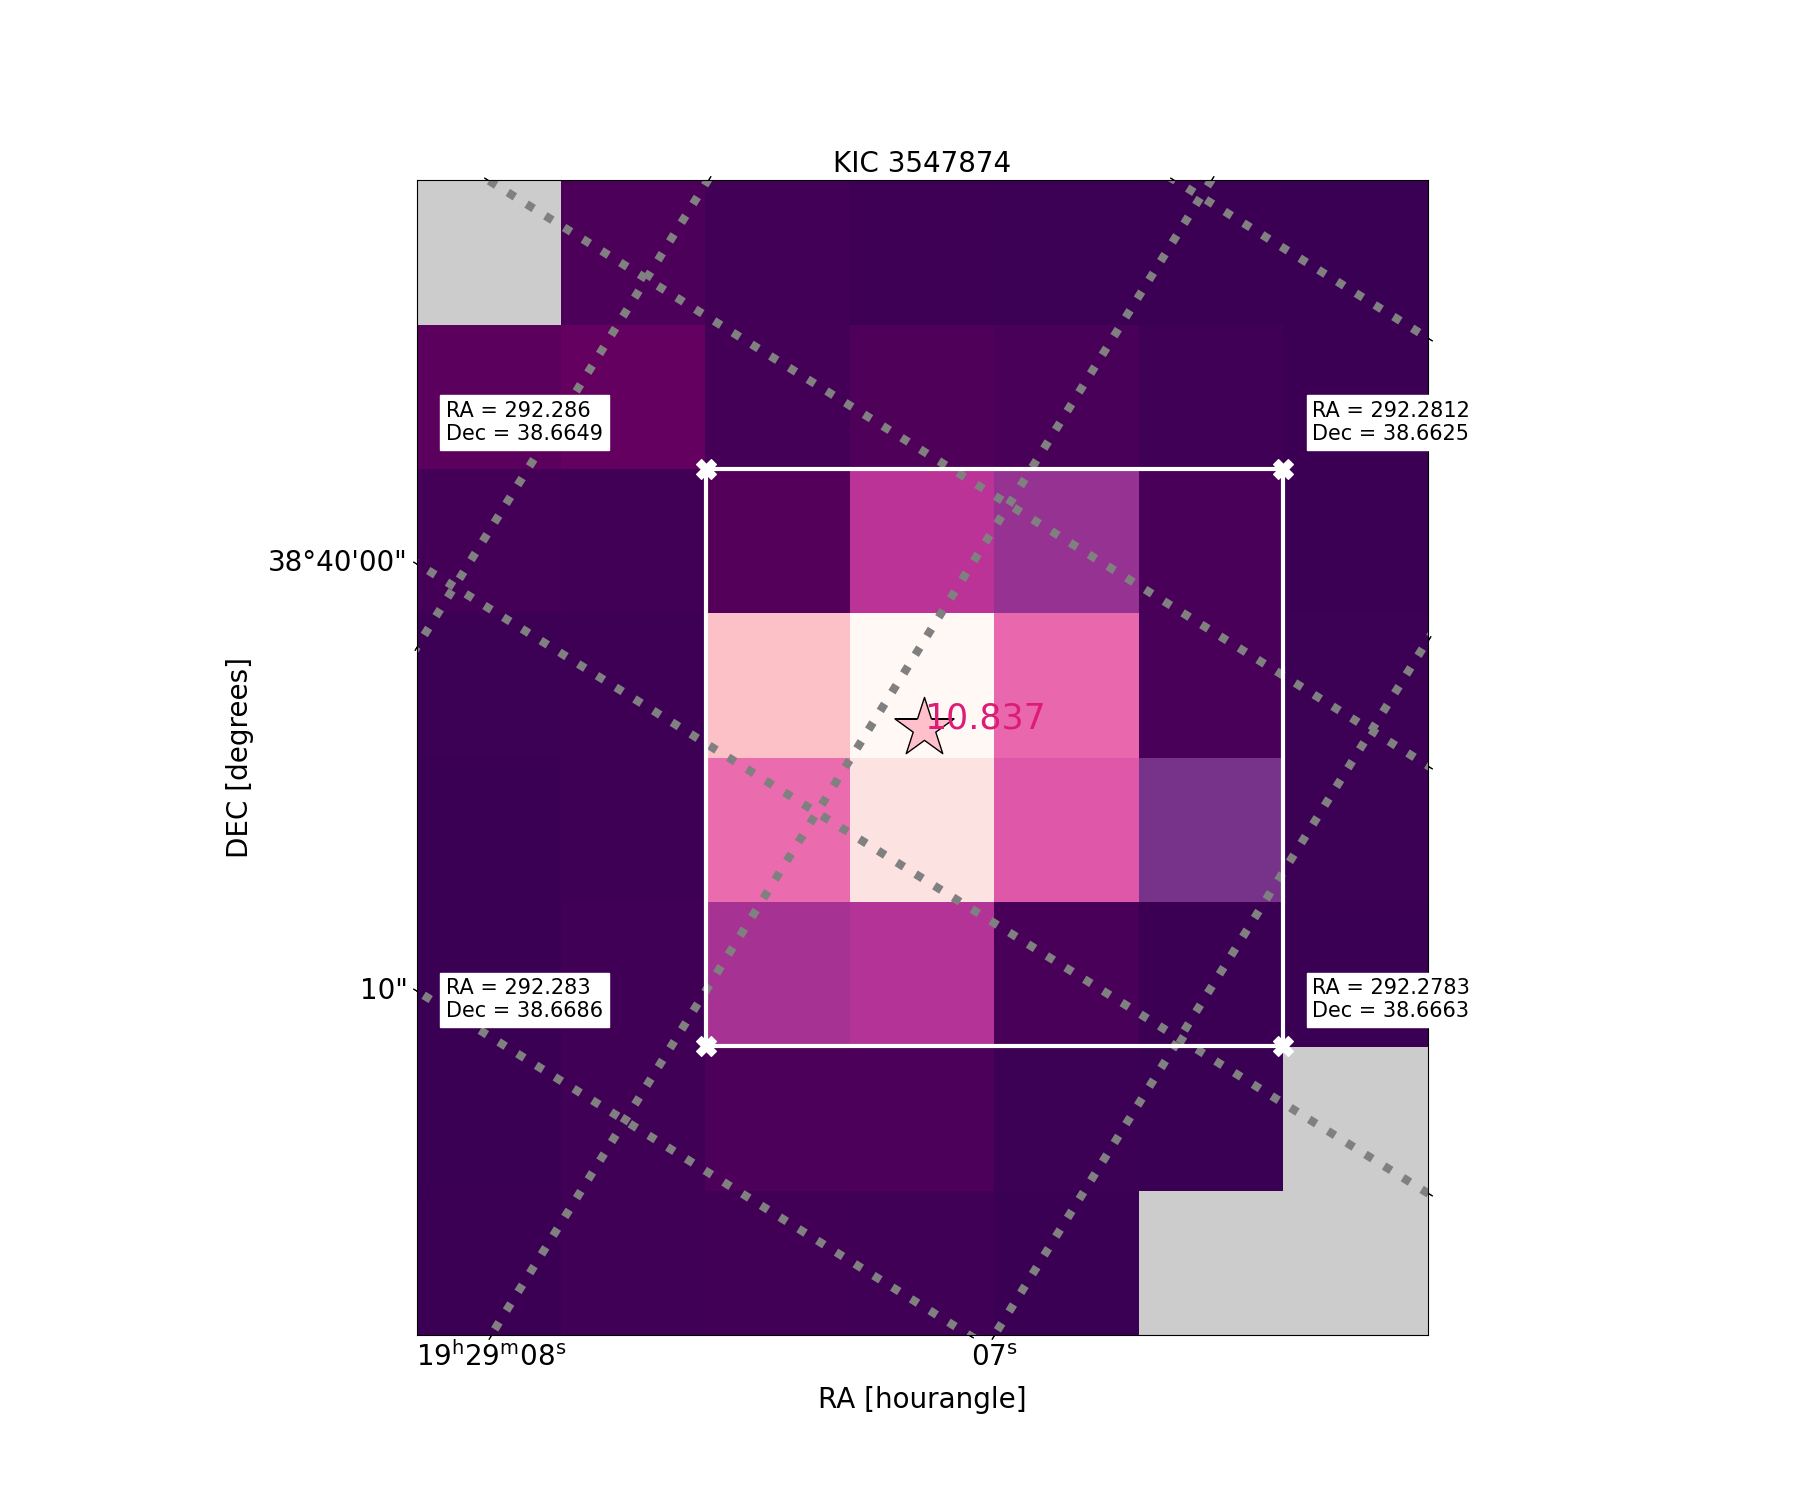 KIC 3547874
RA = 292.286
Dec = 38.6649
RA = 292.2812
Dec = 38.6625
38°40'00"
10.837
DEC [degrees]
10"
RA = 292.283
Dec = 38.6686
RA = 292.2783
Dec = 38.6663
19ʰ29ᵐ08ˢ
07ˢ
RA [hourangle]